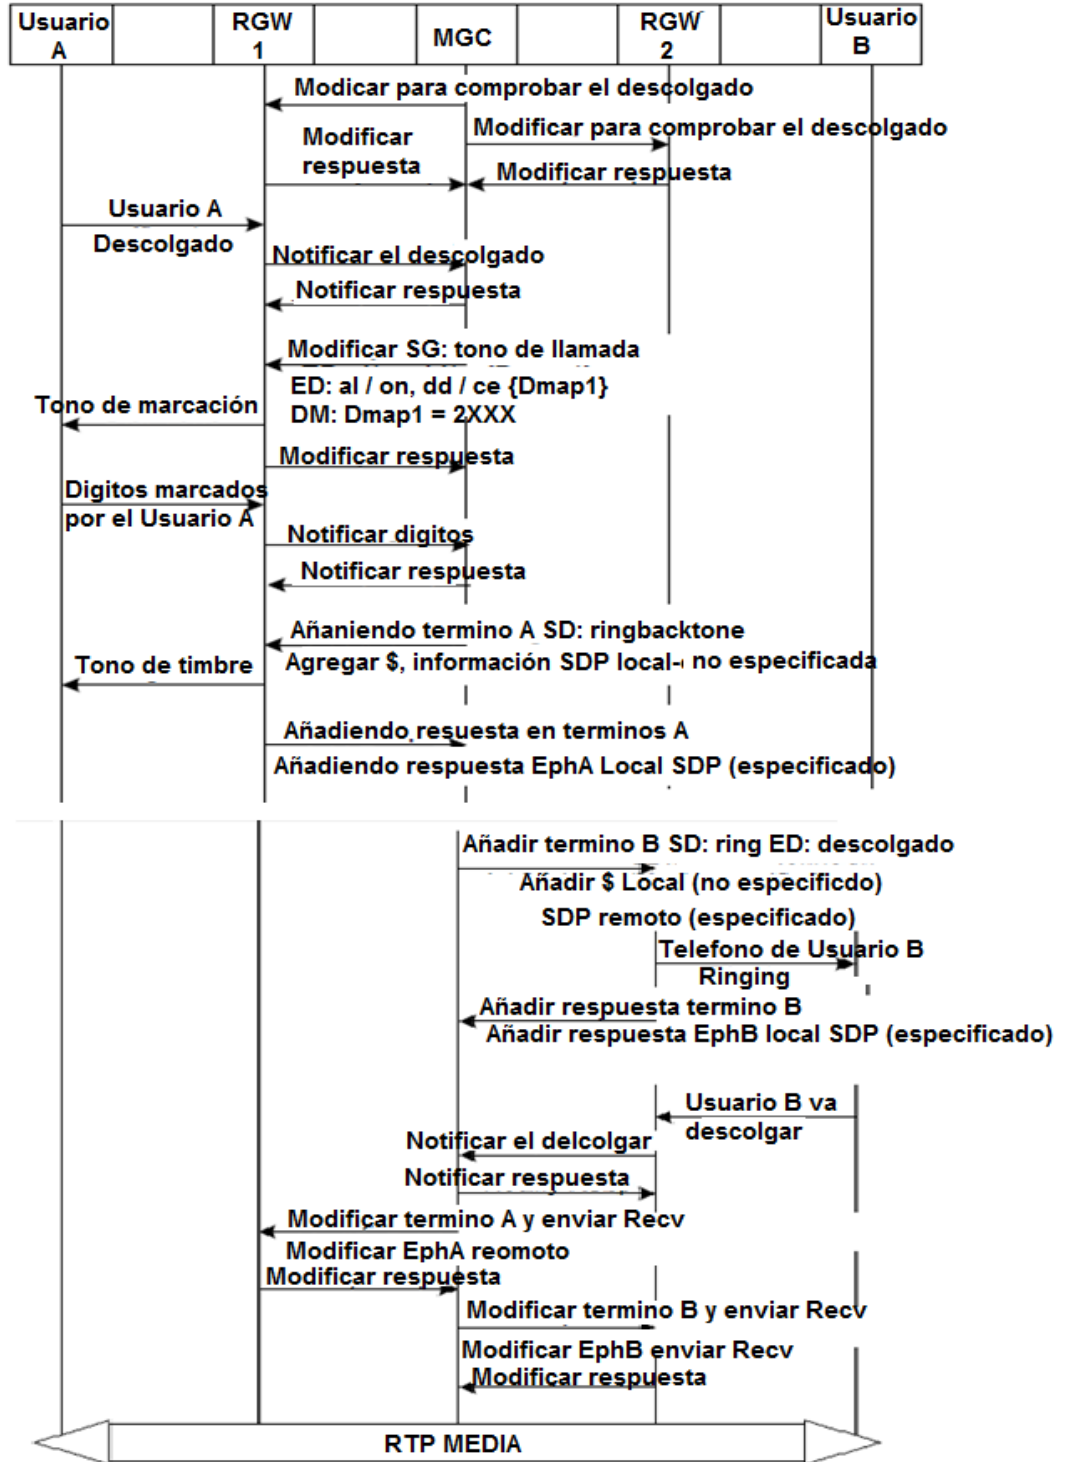 Usuario A
RGW 1
MGC
RGW 2
Usuario B
Modicar para comprobar el descolgado
Modificar para comprobar el descolgado
Modificar
respuesta
Modificar respuesta
Usuario A
Descolgado
Notificar el descolgado
Notificar respuesta
Modificar SG: tono de llamada
ED: al / on, dd / ce {Dmap1}
DM: Dmap1 = 2XXX
Tono de marcación
Modificar respuesta
Digitos marcados
por el Usuario A
Notificar digitos
Notificar respuesta
Añaniendo termino A SD: ringbacktone
Agregar $, información SDP local- no especificada
Tono de timbre
Añadiendo resuesta en terminos A
Añadiendo respuesta EphA Local SDP (especificado)
Añadir termino B SD: ring ED: descolgado
Añadir $ Local (no especificdo)
SDP remoto (especificado)
Telefono de Usuario B
Ringing
Añadir respuesta termino B
Añadir respuesta EphB local SDP (especificado)
Usuario B va
descolgar
Notificar el delcolgar
Notificar respuesta
Modificar termino A y enviar Recv
Modificar EphA reomoto
Modificar respuesta
Modificar termino B y enviar Recv
Modificar EphB enviar Recv
Modificar respuesta
RTP MEDIA